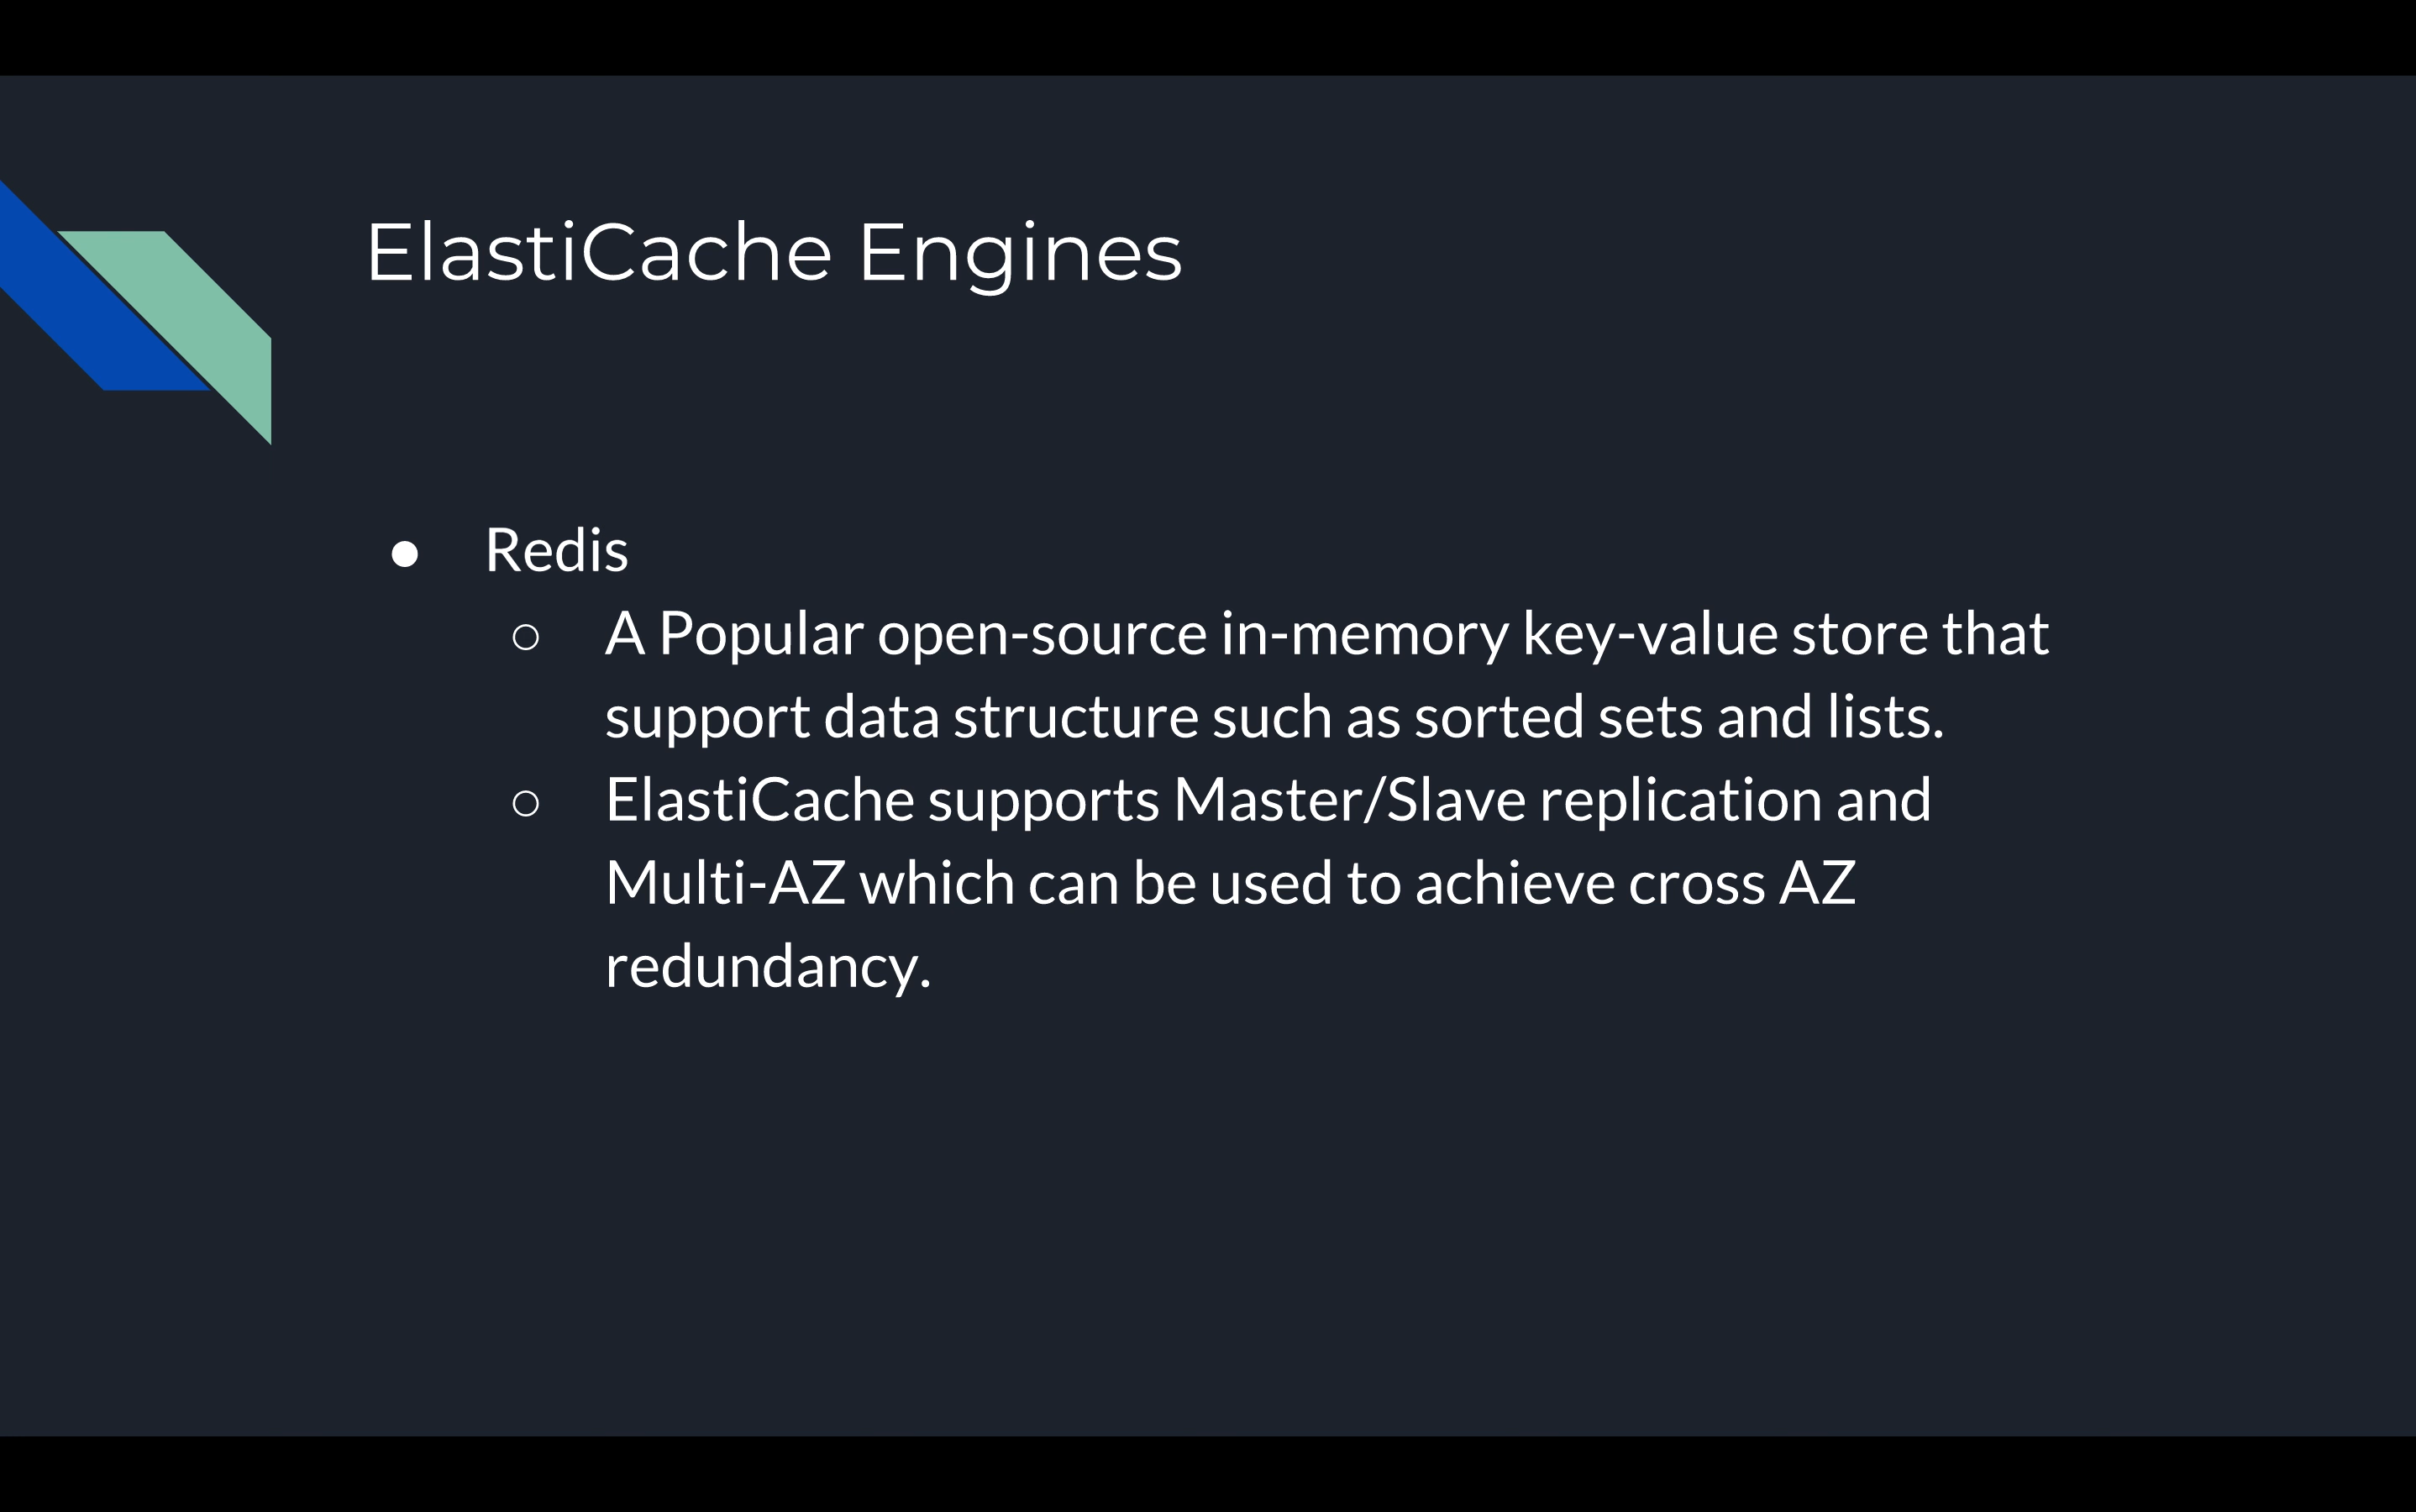 ElastiCache Engines
● Redis
○ A Popular open-source in-memory key-value store that
support data structure such as sorted sets and lists.
○ ElastiCache supports Master/Slave replication and
Multi-AZ which can be used to achieve cross AZ
redundancy.